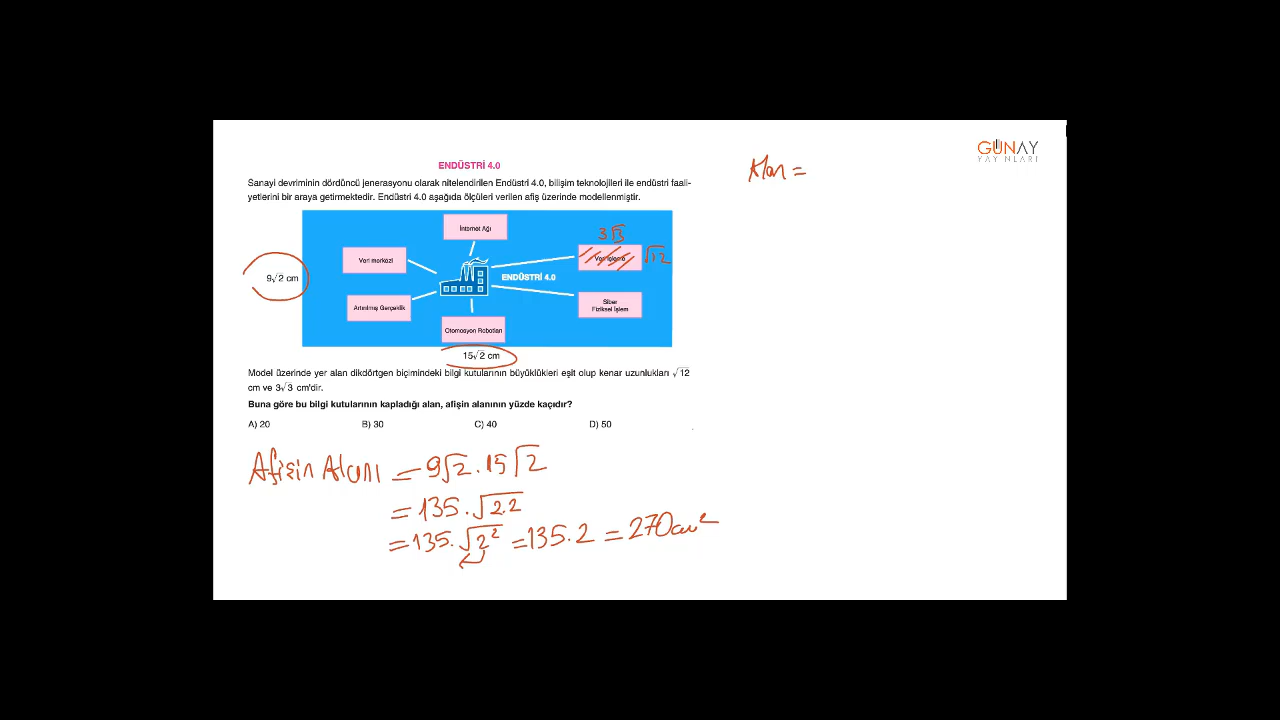 GÜNAY
YAYINLARI
ENDÜSTRİ 4.0
Sanayi devriminin dördüncü jenerasyonu olarak nitelendirilen Endüstri 4.0, bilişim teknolojileri ile endüstri faali-
yetlerini bir araya getirmektedir. Endüstri 4.0 aşağıda ölçüleri verilen afiş üzerinde modellenmiştir.
İnternet Ağı
3√3
Veri merkezi
Veri İşleme
√12
9√2 cm
ENDÜSTRİ 4.0
Artırılmış Gerçeklik
Siber
Fiziksel İşlem
Otomosyon Robotları
15√2 cm
Model üzerinde yer alan dikdörtgen biçimindeki bilgi kutularının büyüklükleri eşit olup kenar uzunlukları √12
cm ve 3√3 cm'dir.
Buna göre bu bilgi kutularının kapladığı alan, afişin alanının yüzde kaçıdır?
A) 20 B) 30 C) 40 D) 50
Afişin Alanı = 9√2 . 15√2
= 135 . √2.2
= 135 . √2² = 135.2 = 270cm²
Alan =